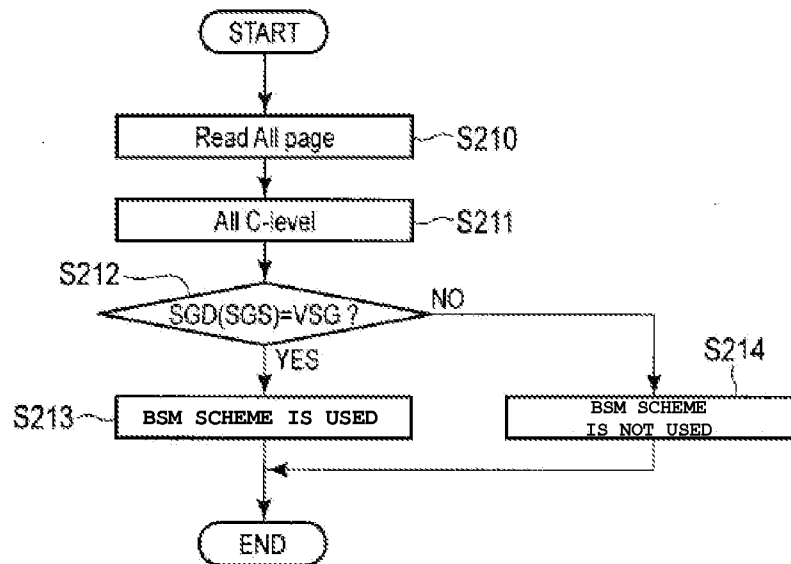 START
Read All page
S210
All C-level
S211
S212
SGD(SGS)=VSG ?
NO
YES
S214
S213
BSM SCHEME IS USED
BSM SCHEME
IS NOT USED
END